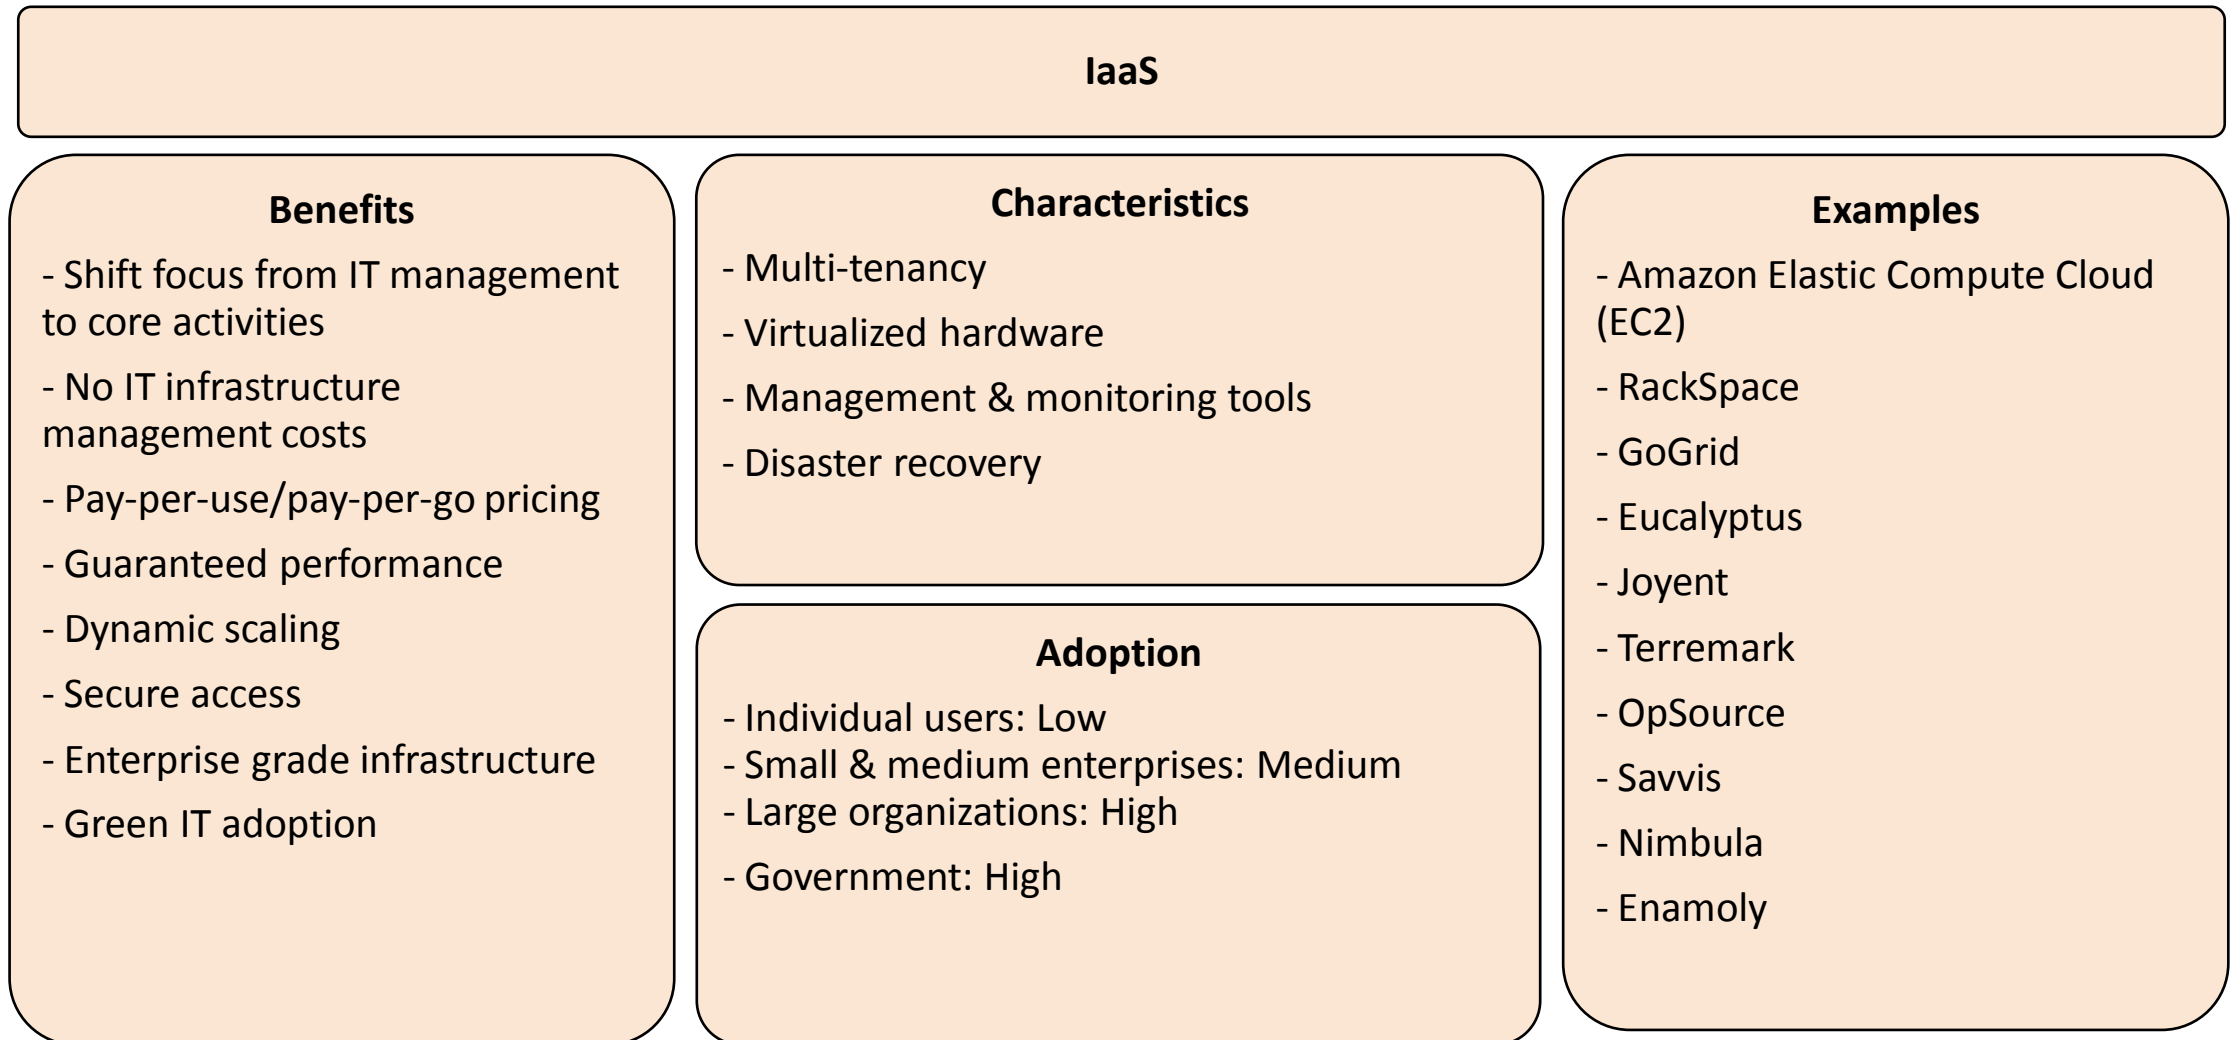 IaaS
Benefits
- Shift focus from IT management
to core activities
- No IT infrastructure
management costs
- Pay-per-use/pay-per-go pricing
- Guaranteed performance
- Dynamic scaling
- Secure access
- Enterprise grade infrastructure
- Green IT adoption
Characteristics
- Multi-tenancy
- Virtualized hardware
- Management & monitoring tools
- Disaster recovery
Adoption
- Individual users: Low
- Small & medium enterprises: Medium
- Large organizations: High
- Government: High
Examples
- Amazon Elastic Compute Cloud
(EC2)
- RackSpace
- GoGrid
- Eucalyptus
- Joyent
- Terremark
- OpSource
- Savvis
- Nimbula
- Enamoly